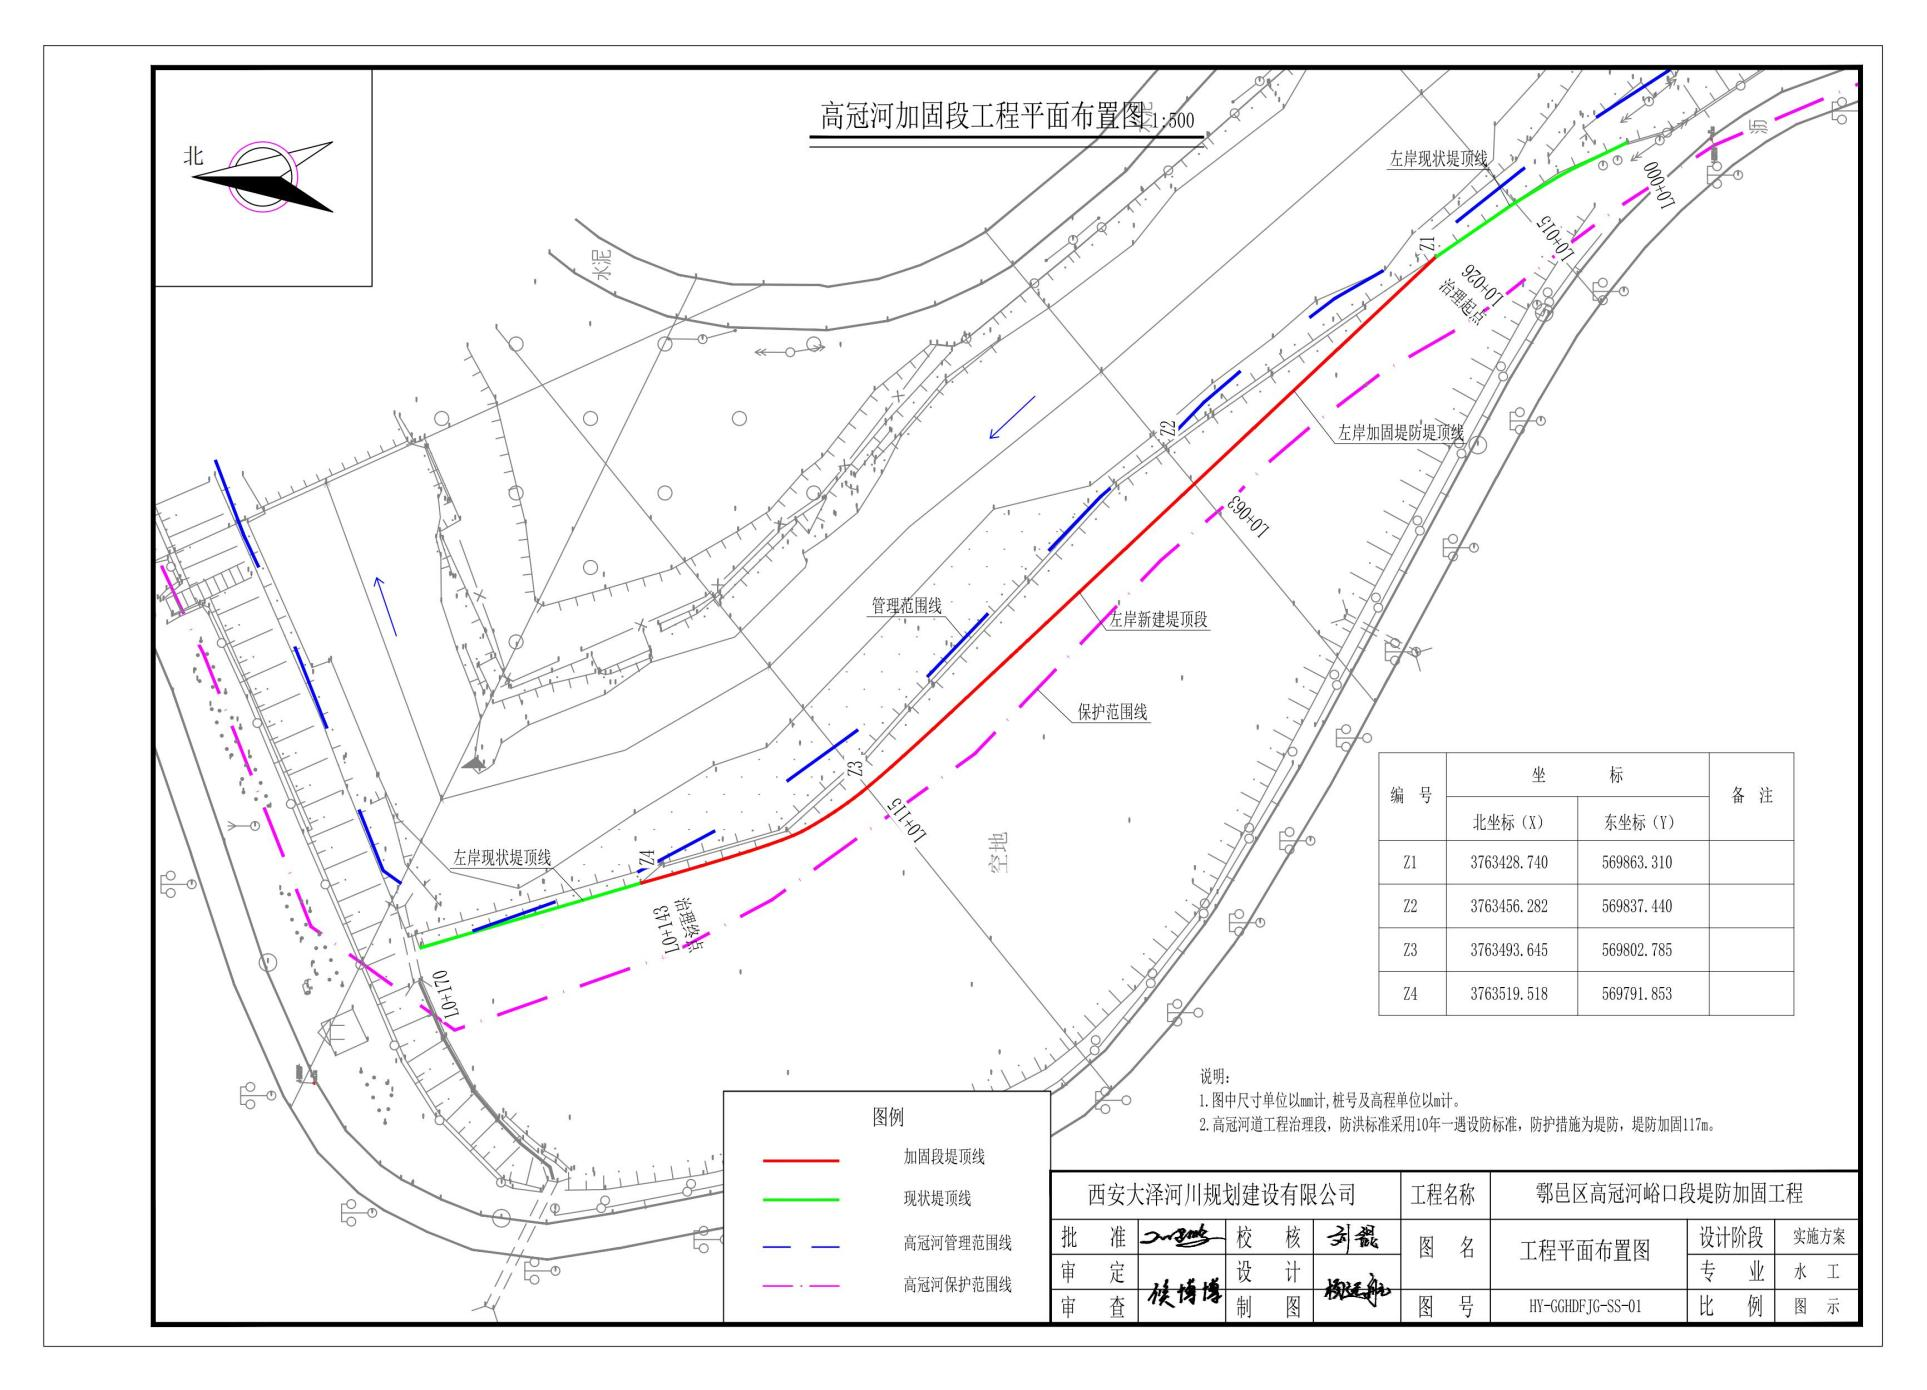 高冠河加固段工程平面布置图 1:500
北
水泥
水泥
沥
左岸现状堤顶线
L0+000
L0+015
Z1
L0+026
治理起点
Z2
左岸加固堤防堤顶线
L0+063
管理范围线
左岸新建堤顶段
保护范围线
Z3
L0+115
空地
左岸现状堤顶线
Z4
治理终点
L0+143
L0+170
编 号 坐 标 备 注
北坐标（X） 东坐标（Y）
Z1 3763428.740 569863.310
Z2 3763456.282 569837.440
Z3 3763493.645 569802.785
Z4 3763519.518 569791.853
说明：
1.图中尺寸单位以mm计,桩号及高程单位以m计。
2.高冠河道工程治理段，防洪标准采用10年一遇设防标准，防护措施为堤防，堤防加固117m。
图例
加固段堤顶线
现状堤顶线
高冠河管理范围线
高冠河保护范围线
西安大泽河川规划建设有限公司 工程名称 鄠邑区高冠河峪口段堤防加固工程
批 准 校 核 图 名 工程平面布置图 设计阶段 实施方案
审 定 侯博博 设 计 专 业 水 工
审 查 制 图 图 号 HY-GGHDFJG-SS-01 比 例 图 示